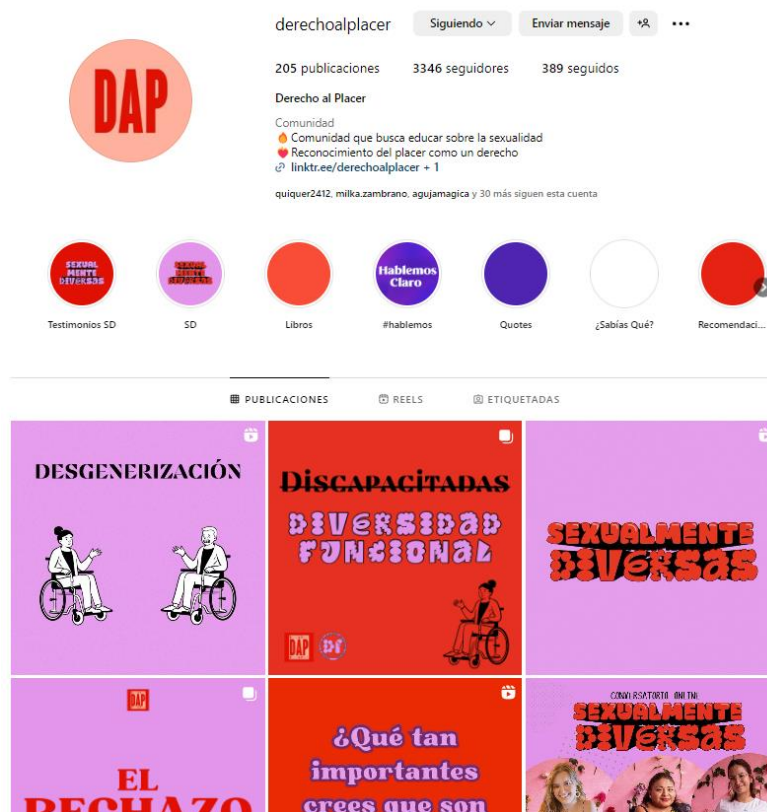 derechoalplacer Siguiendo Enviar mensaje
205 publicaciones 3346 seguidores 389 seguidos
DAP
Derecho al Placer
Comunidad
Comunidad que busca educar sobre la sexualidad
Reconocimiento del placer como un derecho
linktr.ee/derechoalplacer + 1
quiquer2412, milka.zambrano, agujamagica y 30 más siguen esta cuenta
SEXUAL
MENTE
DIVERSAS
SEXUAL
MENTE
DIVERSAS
Hablemos
Claro
Testimonios SD SD Libros #hablemos Quotes ¿Sabías Qué? Recomendaci...
PUBLICACIONES REELS ETIQUETADAS
DESGENERIZACIÓN
DISCAPACITADAS
DIVERSIDAD
FUNCIONAL
DAP Df
SEXUALMENTE
DIVERSAS
DAP
EL
RECHAZO
¿Qué tan
importantes
crees que son
CONVERSATORIO ONLINE
SEXUALMENTE
DIVERSAS